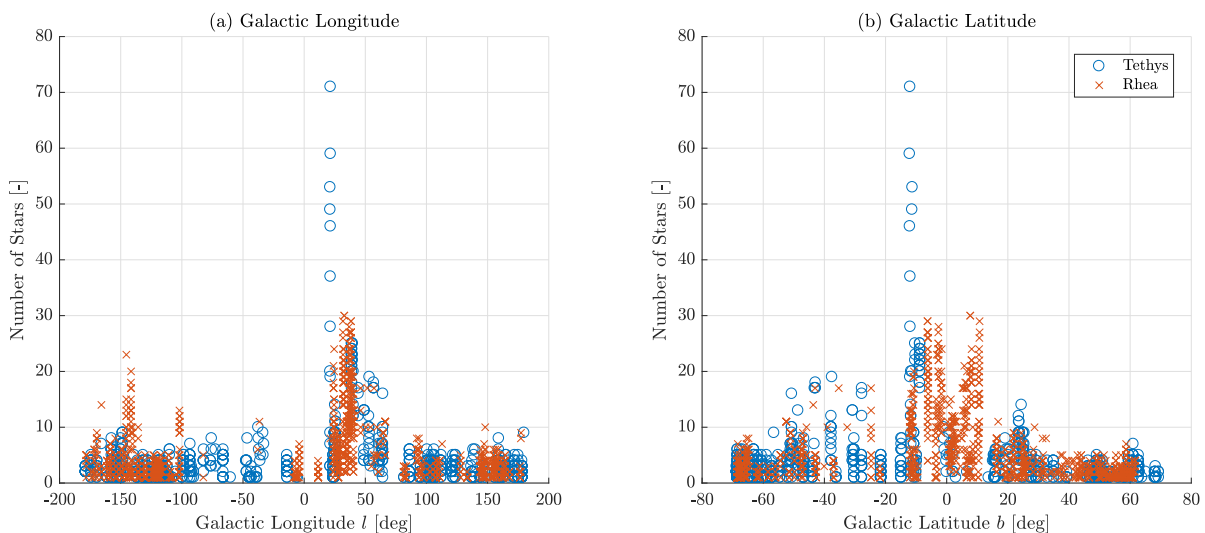 (a) Galactic Longitude
80
70
60
50
40
30
20
10
0
Number of Stars [-]
-200 -150 -100 -50 0 50 100 150 200
Galactic Longitude l [deg]
(b) Galactic Latitude
Tethys
Rhea
80
70
60
50
40
30
20
10
0
Number of Stars [-]
-80 -60 -40 -20 0 20 40 60 80
Galactic Latitude b [deg]